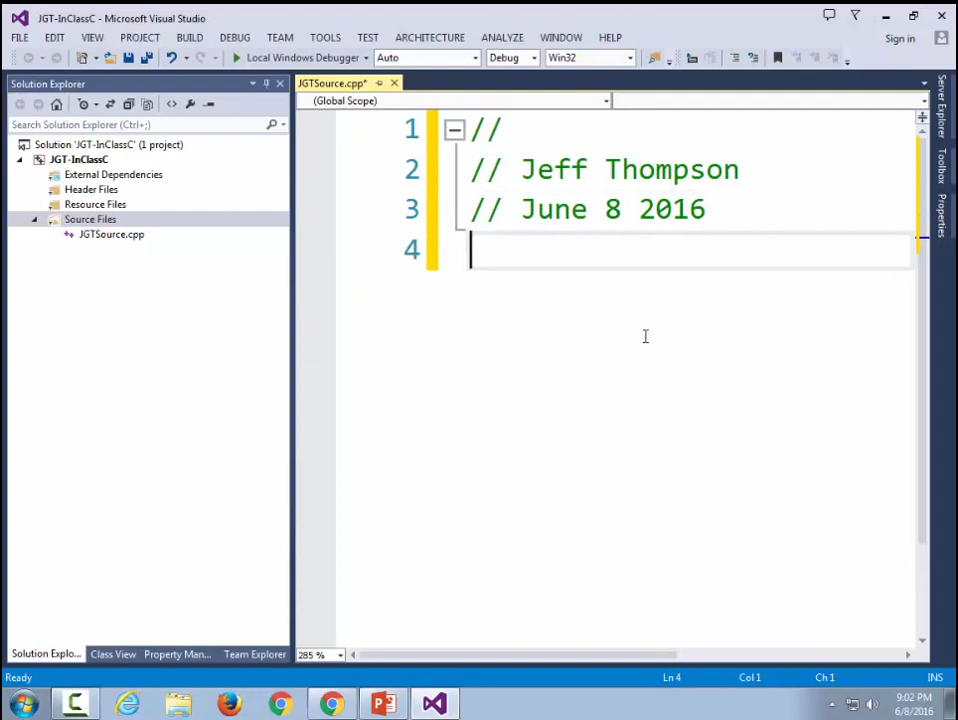 JGT-InClassC - Microsoft Visual Studio
FILE EDIT VIEW PROJECT BUILD DEBUG TEAM TOOLS TEST ARCHITECTURE ANALYZE WINDOW HELP Sign in
Local Windows Debugger Auto Debug Win32
Solution Explorer
Search Solution Explorer (Ctrl+;)
Solution 'JGT-InClassC' (1 project)
JGT-InClassC
External Dependencies
Header Files
Resource Files
Source Files
JGTSource.cpp
Solution Explo... Class View Property Man... Team Explorer
JGTSource.cpp*
(Global Scope)
1 //
2 // Jeff Thompson
3 // June 8 2016
4
285 %
Server Explorer
Toolbox
Properties
Ready Ln 4 Col 1 Ch 1 INS
9:02 PM
6/8/2016